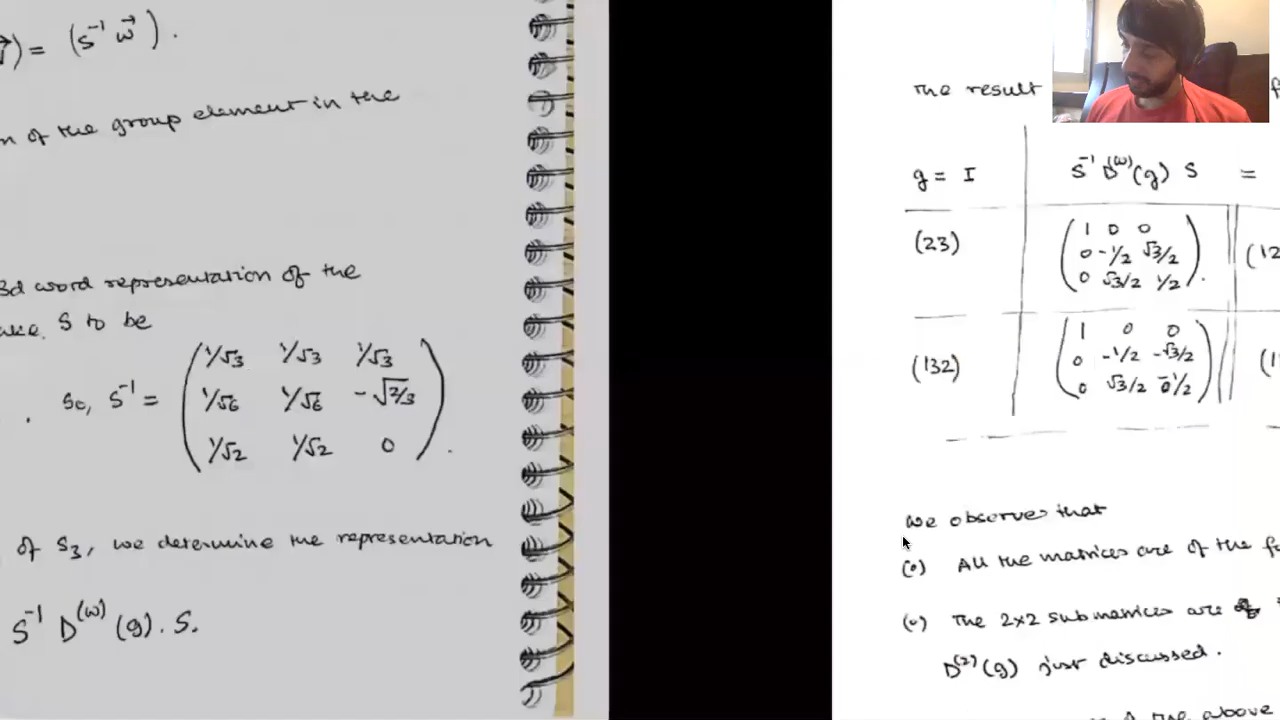 ) = (S⁻¹ w⃗ ) .
n of the group element in the
3d word representation of the
S to be
. So, S⁻¹ = ( 1/√3 1/√3 1/√3
1/√6 1/√6 -√2/3
1/√2 1/√2 0 ) .
of S₃, we determine the representation
S⁻¹ D⁽ʷ⁾ (g) . S.
The result
g = I S⁻¹ D⁽ʷ⁾(g) S =
(23) ( 1 0 0
0 -1/2 √3/2
0 √3/2 1/2 ) .
(132) ( 1 0 0
0 -1/2 -√3/2
0 √3/2 -1/2 )
We observe that
(o) All the matrices are of the
(o) The 2x2 submatrices are
D⁽²⁾(g) just discussed .
the above